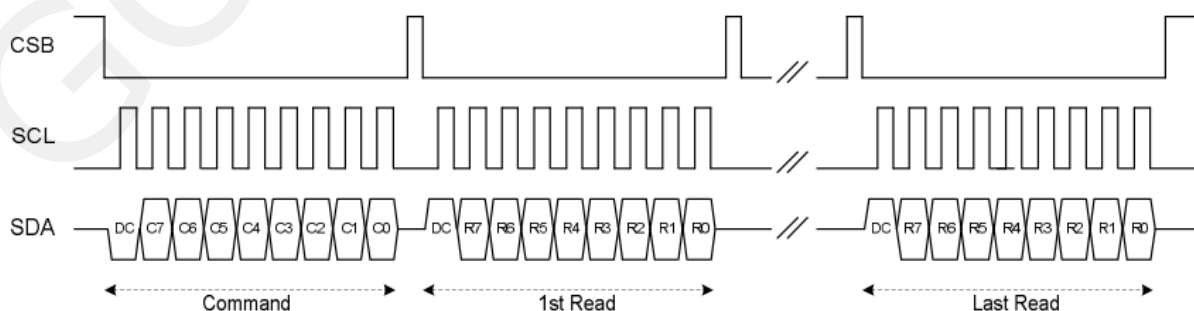 CSB
SCL
SDA DC C7 C6 C5 C4 C3 C2 C1 C0 DC R7 R6 R5 R4 R3 R2 R1 R0 DC R7 R6 R5 R4 R3 R2 R1 R0
Command 1st Read Last Read